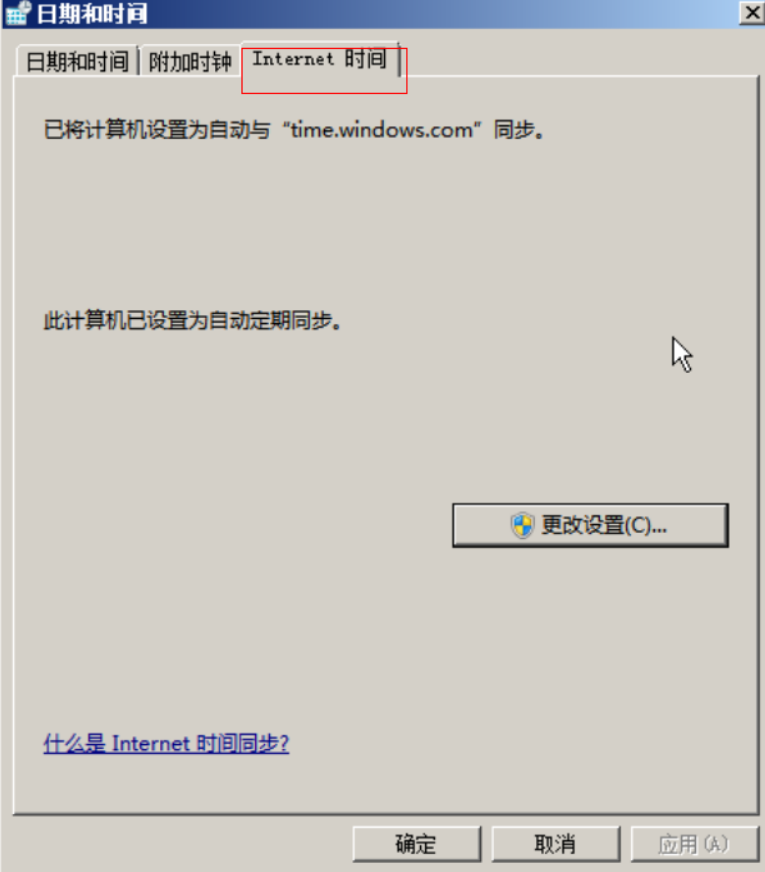 日期和时间
日期和时间 附加时钟 Internet 时间
已将计算机设置为自动与“time.windows.com”同步。
此计算机已设置为自动定期同步。
更改设置(C)...
什么是 Internet 时间同步?
确定 取消 应用(A)